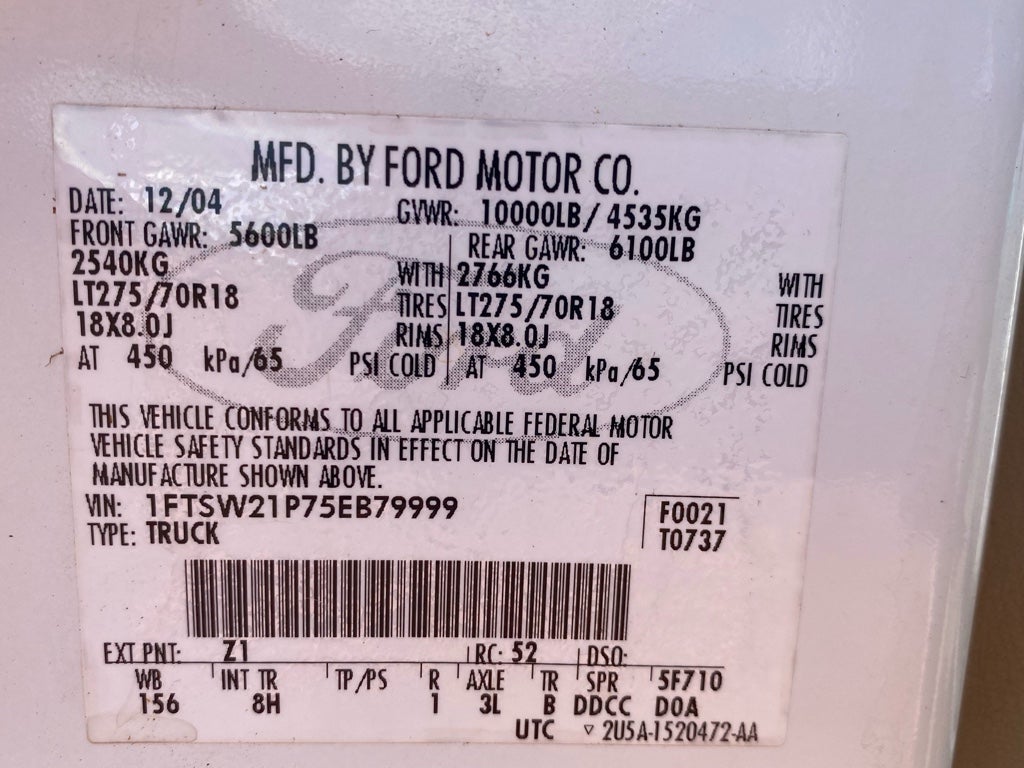 MFD. BY FORD MOTOR CO.
DATE: 12/04 GVWR: 10000LB/ 4535KG
FRONT GAWR: 5600LB REAR GAWR: 6100LB
2540KG WITH 2766KG WITH
LT275/70R18 TIRES LT275/70R18 TIRES
18X8.0J RIMS 18X8.0J RIMS
AT 450 kPa/65 PSI COLD AT 450 kPa/65 PSI COLD
Ford
THIS VEHICLE CONFORMS TO ALL APPLICABLE FEDERAL MOTOR
VEHICLE SAFETY STANDARDS IN EFFECT ON THE DATE OF
MANUFACTURE SHOWN ABOVE.
VIN: 1FTSW21P75EB79999 F0021
TYPE: TRUCK T0737
EXT PNT: Z1 RC: 52 DSO:
WB INT TR TP/PS R AXLE TR SPR 5F710
156 8H 1 3L B DDCC D0A
UTC ▽ 2U5A-1520472-AA